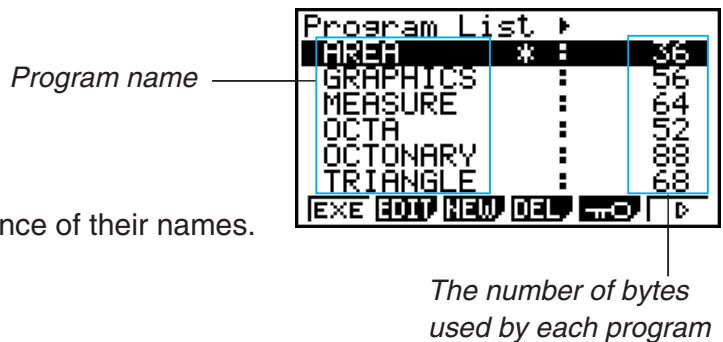 Program List
AREA * : 36
GRAPHICS : 56
MEASURE : 64
OCTA : 52
OCTONARY : 88
TRIANGLE : 68
EXE EDIT NEW DEL
Program name
nce of their names.
The number of bytes
used by each program